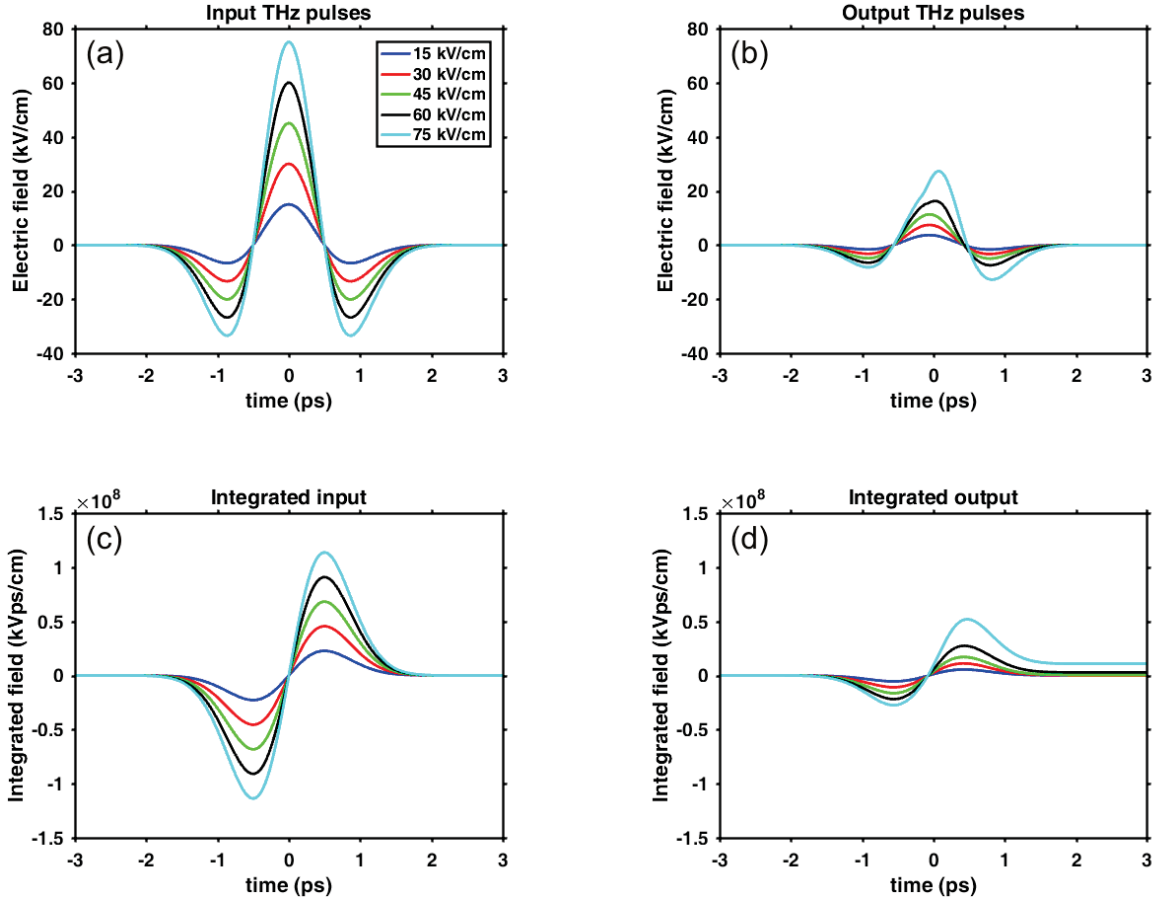 Input THz pulses
(a)
15 kV/cm
30 kV/cm
45 kV/cm
60 kV/cm
75 kV/cm
80
60
40
20
0
-20
-40
Electric field (kV/cm)
-3 -2 -1 0 1 2 3
time (ps)
Output THz pulses
(b)
80
60
40
20
0
-20
-40
Electric field (kV/cm)
-3 -2 -1 0 1 2 3
time (ps)
×10⁸
Integrated input
(c)
1.5
1
0.5
0
-0.5
-1
-1.5
Integrated field (kVps/cm)
-3 -2 -1 0 1 2 3
time (ps)
×10⁸
Integrated output
(d)
1.5
1
0.5
0
-0.5
-1
-1.5
Integrated field (kVps/cm)
-3 -2 -1 0 1 2 3
time (ps)